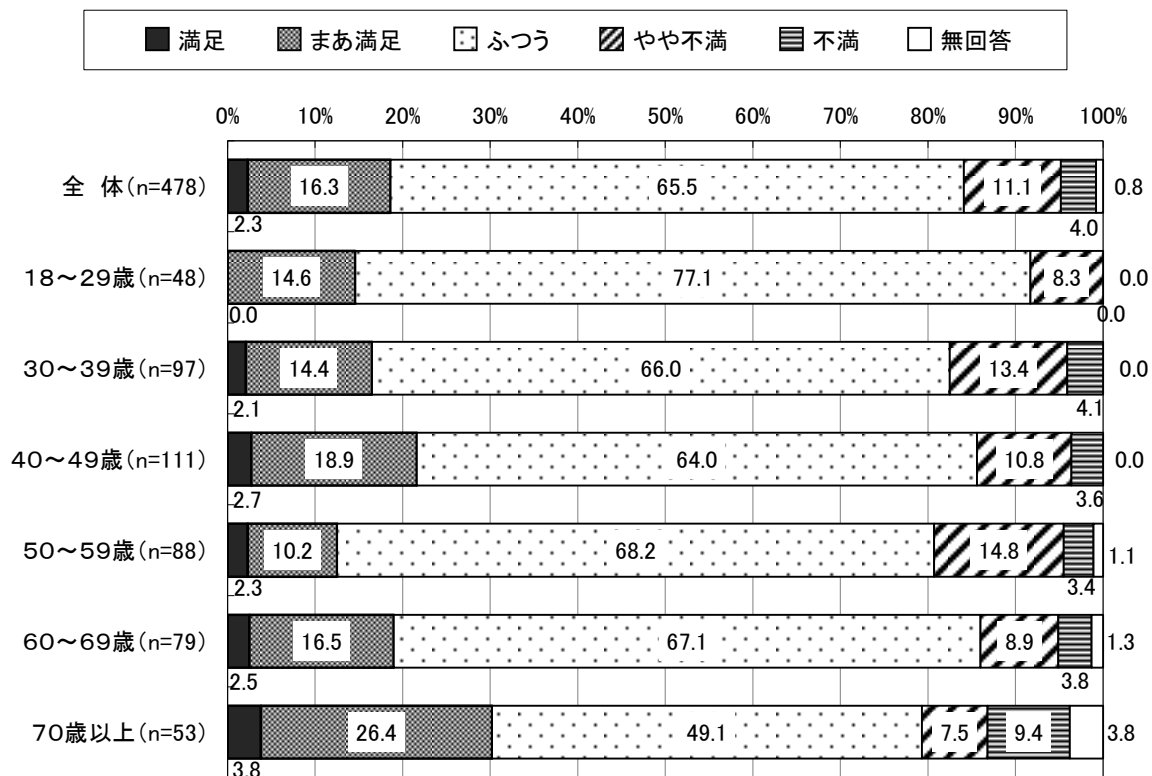 満足 まあ満足 ふつう やや不満 不満 無回答
0% 10% 20% 30% 40% 50% 60% 70% 80% 90% 100%
全 体(n=478) 16.3 65.5 11.1 0.8
2.3 4.0
18～29歳(n=48) 14.6 77.1 8.3 0.0
0.0 0.0
30～39歳(n=97) 14.4 66.0 13.4 0.0
2.1 4.1
40～49歳(n=111) 18.9 64.0 10.8 0.0
2.7 3.6
50～59歳(n=88) 10.2 68.2 14.8 1.1
2.3 3.4
60～69歳(n=79) 16.5 67.1 8.9 1.3
2.5 3.8
70歳以上(n=53) 26.4 49.1 7.5 9.4 3.8
3.8